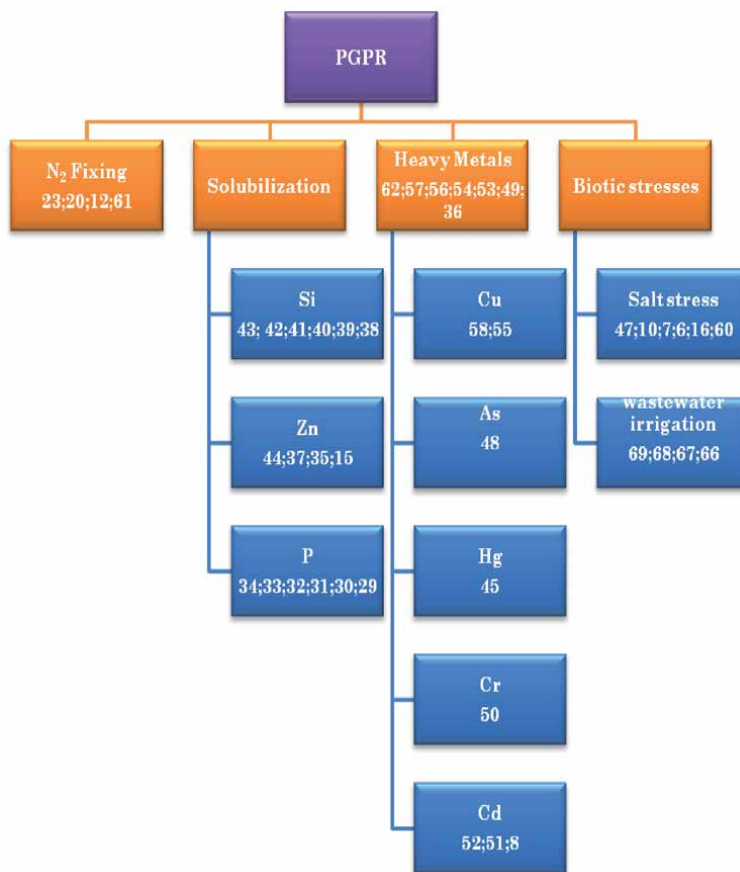 PGPR
N₂ Fixing
23;20;12;61
Solubilization
Heavy Metals
62;57;56;54;53;49;
36
Biotic stresses
Si
43; 42;41;40;39;38
Zn
44;37;35;15
P
34;33;32;31;30;29
Cu
58;55
As
48
Hg
45
Cr
50
Cd
52;51;8
Salt stress
47;10;7;6;16;60
wastewater
irrigation
69;68;67;66